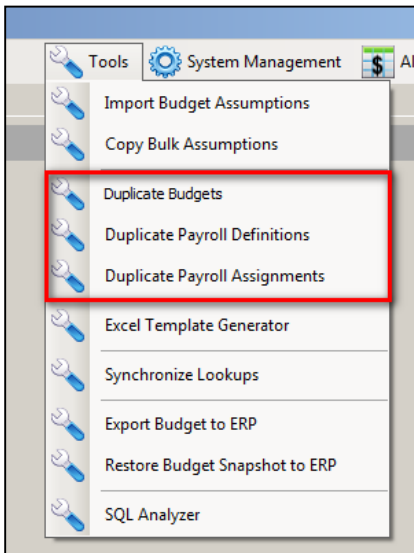 Tools System Management
Import Budget Assumptions
Copy Bulk Assumptions
Duplicate Budgets
Duplicate Payroll Definitions
Duplicate Payroll Assignments
Excel Template Generator
Synchronize Lookups
Export Budget to ERP
Restore Budget Snapshot to ERP
SQL Analyzer